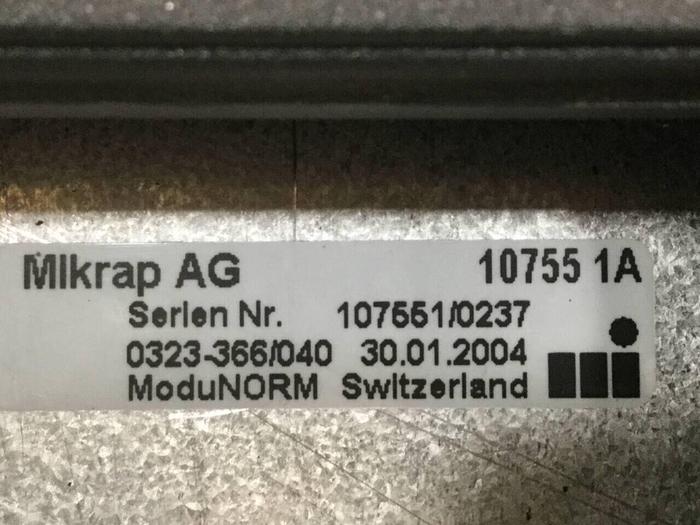 Mikrap AG 10755 1A
Serien Nr. 107551/0237
0323-366/040 30.01.2004
ModuNORM Switzerland